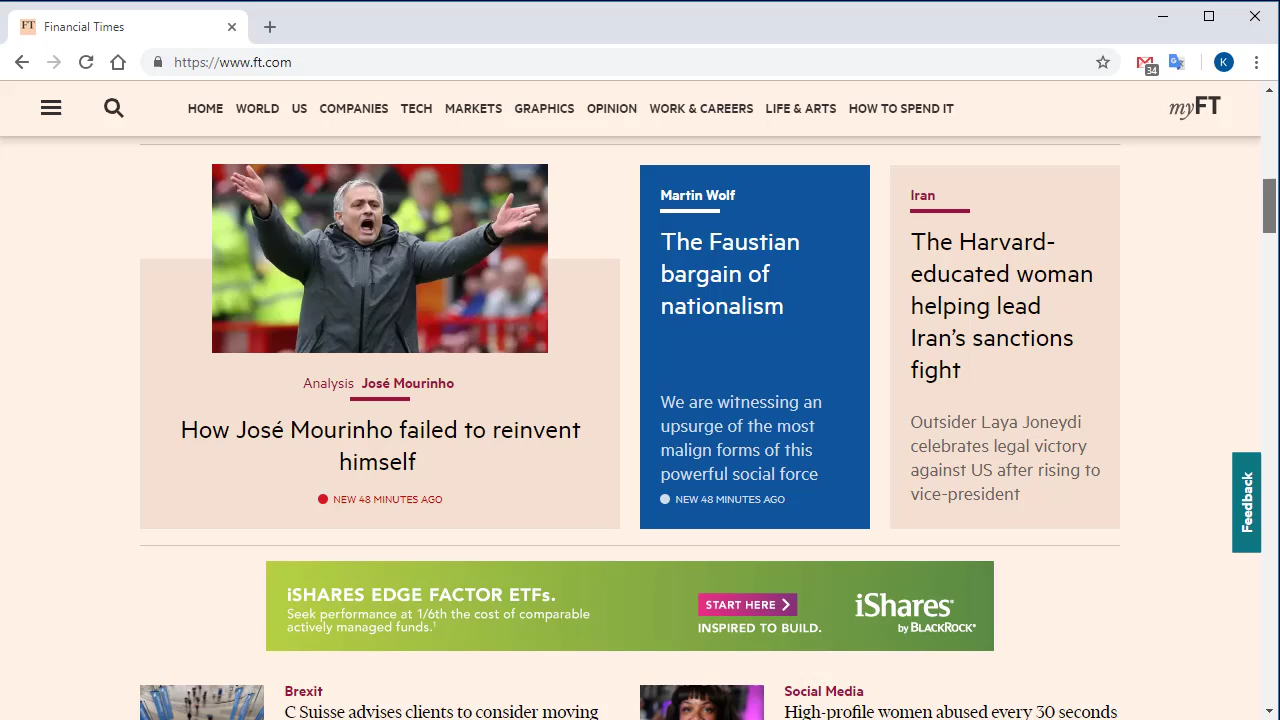 FT Financial Times
https://www.ft.com
34
K
HOME WORLD US COMPANIES TECH MARKETS GRAPHICS OPINION WORK & CAREERS LIFE & ARTS HOW TO SPEND IT
myFT
Analysis José Mourinho
How José Mourinho failed to reinvent
himself
NEW 48 MINUTES AGO
Martin Wolf
The Faustian
bargain of
nationalism
We are witnessing an
upsurge of the most
malign forms of this
powerful social force
NEW 48 MINUTES AGO
Iran
The Harvard-
educated woman
helping lead
Iran's sanctions
fight
Outsider Laya Joneydi
celebrates legal victory
against US after rising to
vice-president
Feedback
iSHARES EDGE FACTOR ETFs.
Seek performance at 1/6th the cost of comparable
actively managed funds.¹
START HERE
INSPIRED TO BUILD.
iShares®
by BLACKROCK®
Brexit
C Suisse advises clients to consider moving
Social Media
High-profile women abused every 30 seconds